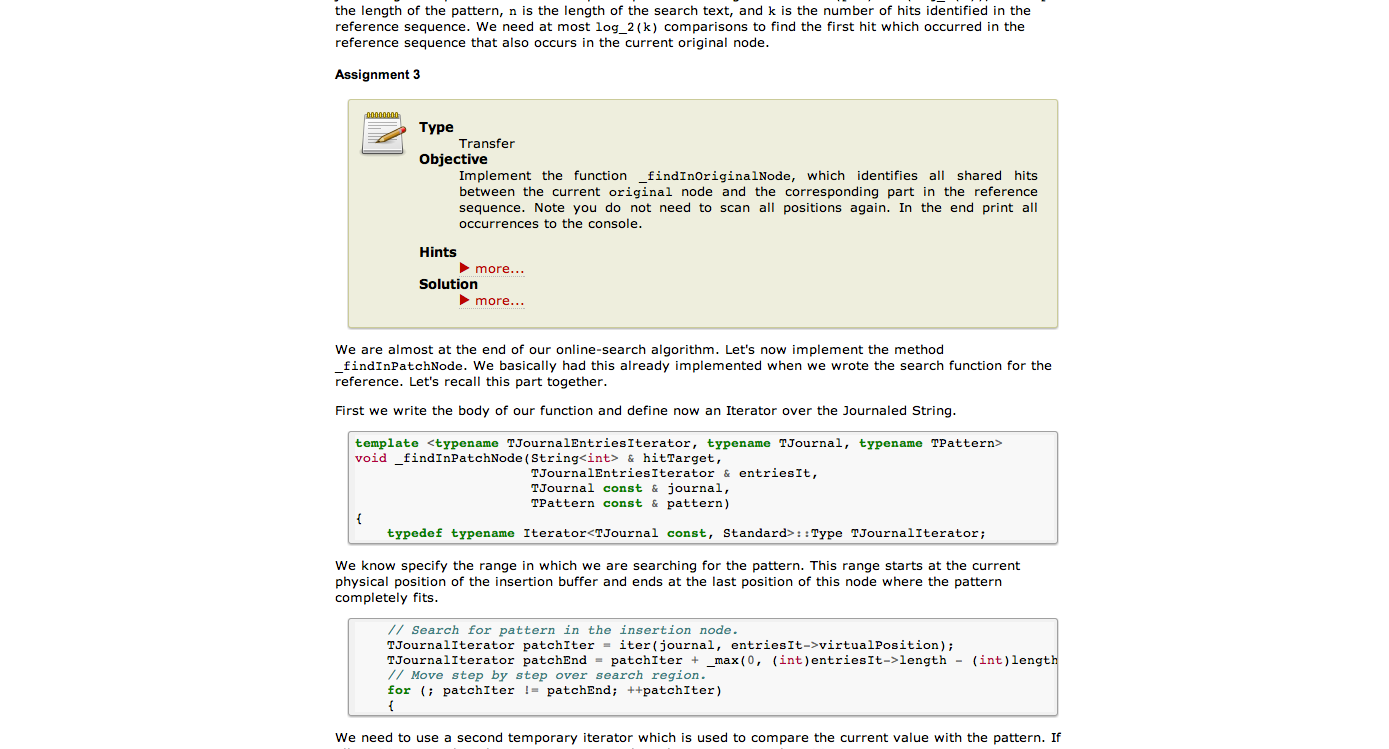 the length of the pattern, n is the length of the search text, and k is the number of hits identified in the
reference sequence. We need at most log_2(k) comparisons to find the first hit which occurred in the
reference sequence that also occurs in the current original node.
Assignment 3
Type
Transfer
Objective
Implement the function _findInOriginalNode, which identifies all shared hits
between the current original node and the corresponding part in the reference
sequence. Note you do not need to scan all positions again. In the end print all
occurrences to the console.
Hints
more...
Solution
more...
We are almost at the end of our online-search algorithm. Let's now implement the method
_findInPatchNode. We basically had this already implemented when we wrote the search function for the
reference. Let's recall this part together.
First we write the body of our function and define now an Iterator over the Journaled String.
template <typename TJournalEntriesIterator, typename TJournal, typename TPattern>
void _findInPatchNode(String<int> & hitTarget,
TJournalEntriesIterator & entriesIt,
TJournal const & journal,
TPattern const & pattern)
{
typedef typename Iterator<TJournal const, Standard>::Type TJournalIterator;
We know specify the range in which we are searching for the pattern. This range starts at the current
physical position of the insertion buffer and ends at the last position of this node where the pattern
completely fits.
// Search for pattern in the insertion node.
TJournalIterator patchIter = iter(journal, entriesIt->virtualPosition);
TJournalIterator patchEnd = patchIter + _max(0, (int)entriesIt->length - (int)length
// Move step by step over search region.
for (; patchIter != patchEnd; ++patchIter)
{
We need to use a second temporary iterator which is used to compare the current value with the pattern. If